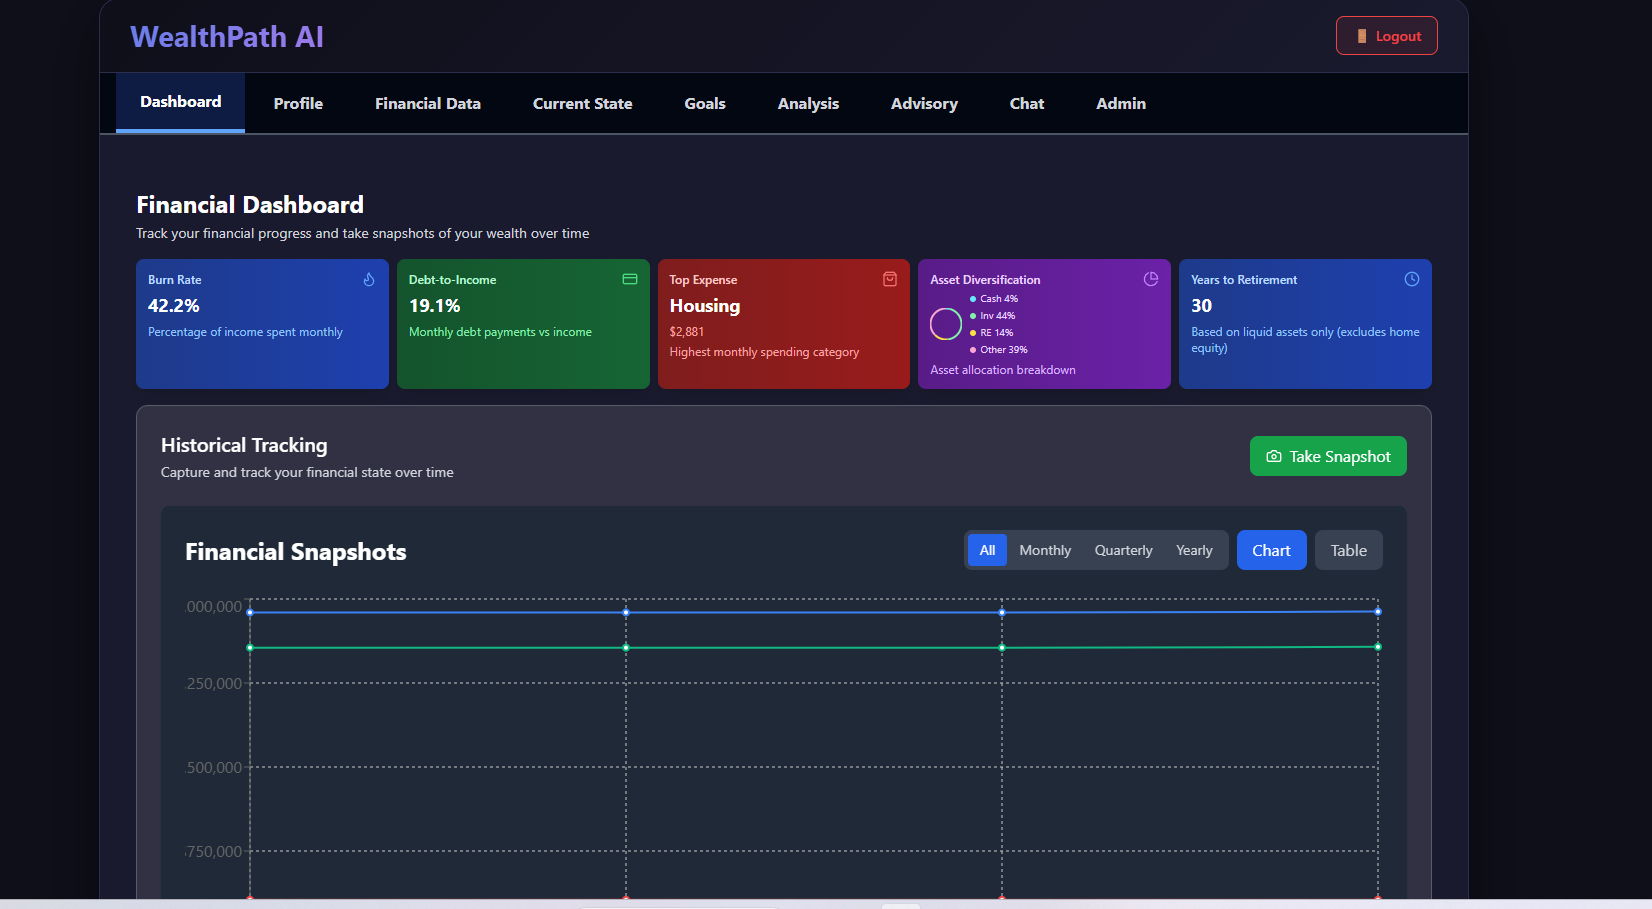 WealthPath AI
Logout
Dashboard
Profile
Financial Data
Current State
Goals
Analysis
Advisory
Chat
Admin
Financial Dashboard
Track your financial progress and take snapshots of your wealth over time
Burn Rate
42.2%
Percentage of income spent monthly
Debt-to-Income
19.1%
Monthly debt payments vs income
Top Expense
Housing
$2,881
Highest monthly spending category
Asset Diversification
Cash 4%
Inv 44%
RE 14%
Other 39%
Asset allocation breakdown
Years to Retirement
30
Based on liquid assets only (excludes home
equity)
Historical Tracking
Capture and track your financial state over time
Take Snapshot
Financial Snapshots
All
Monthly
Quarterly
Yearly
Chart
Table
000,000
250,000
500,000
750,000